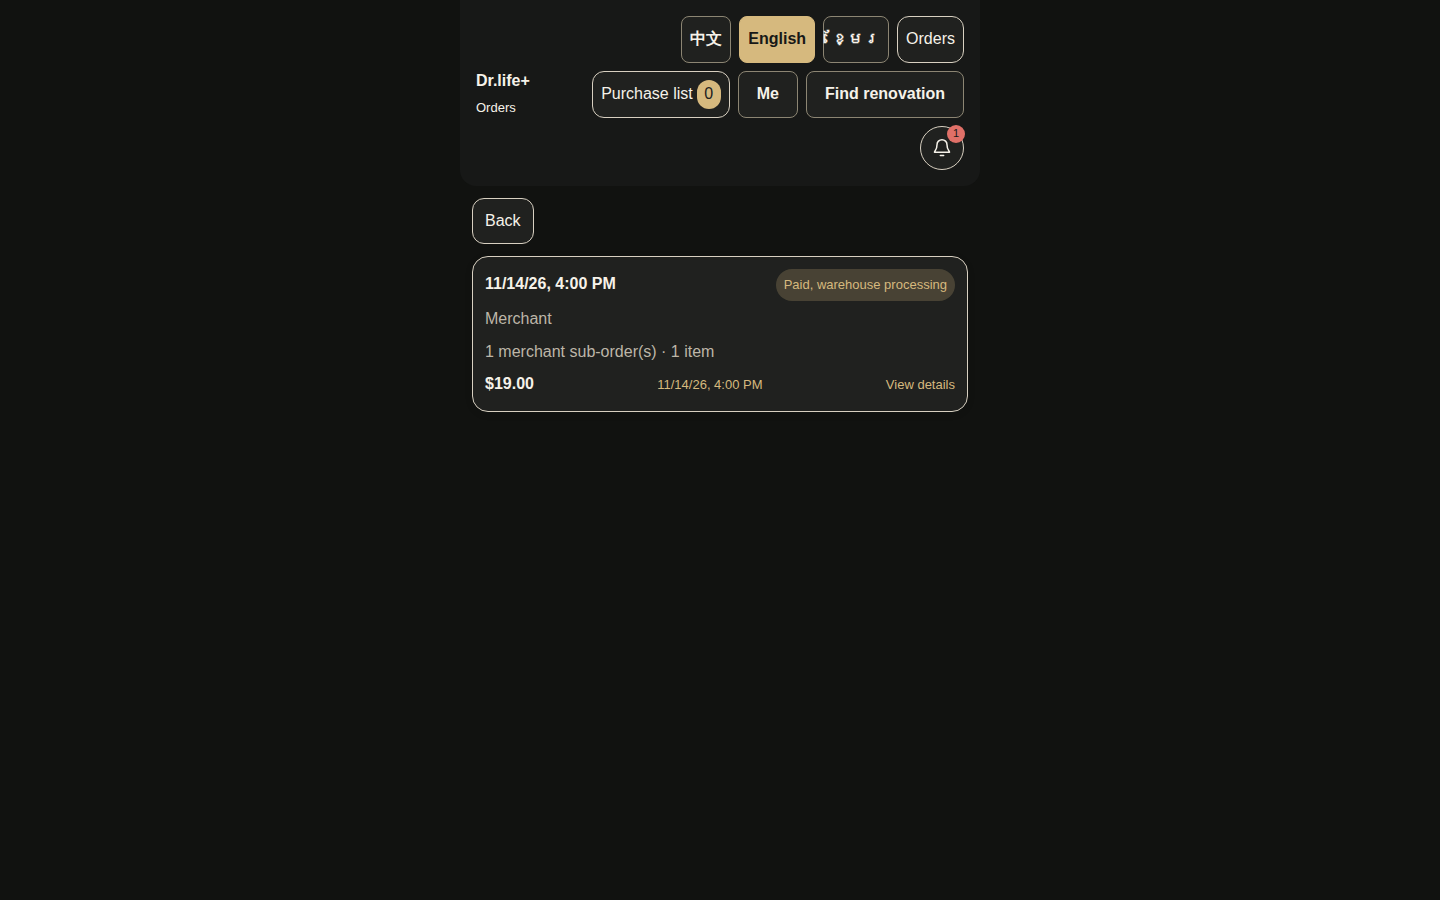 中文 English ខ្មែរ Orders
Dr.life+
Orders
Purchase list 0 Me Find renovation
1
Back
11/14/26, 4:00 PM Paid, warehouse processing
Merchant
1 merchant sub-order(s) · 1 item
$19.00 11/14/26, 4:00 PM View details